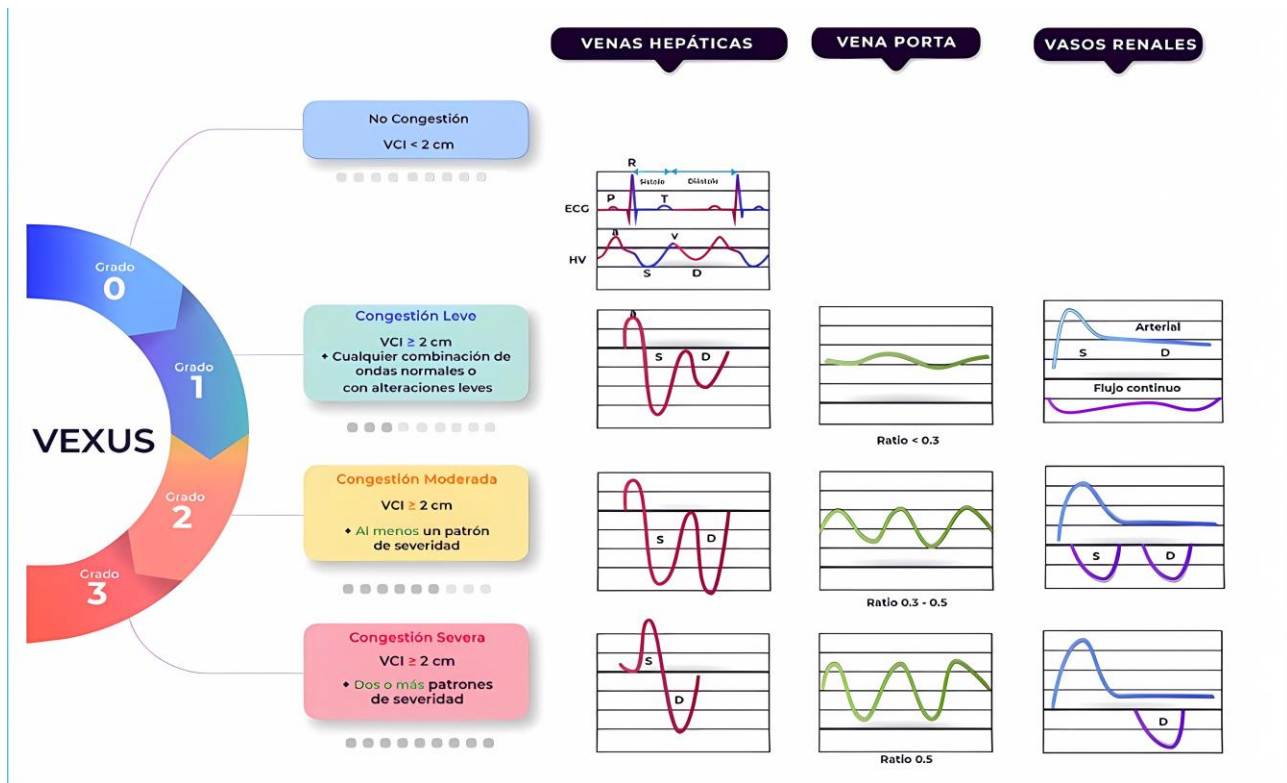 VENAS HEPÁTICAS
VENA PORTA
VASOS RENALES
No Congestión
VCI < 2 cm
R
Sístole
Diástole
P
T
ECG
a
v
HV
S
D
VEXUS
Grado
0
Grado
1
Grado
2
Grado
3
Congestión Leve
VCI ≥ 2 cm
+ Cualquier combinación de
ondas normales o
con alteraciones leves
a
S
D
Ratio < 0.3
Arterial
S
D
Flujo continuo
Congestión Moderada
VCI ≥ 2 cm
+ Al menos un patrón
de severidad
S
D
Ratio 0.3 - 0.5
S
D
Congestión Severa
VCI ≥ 2 cm
+ Dos o más patrones
de severidad
S
D
Ratio 0.5
D